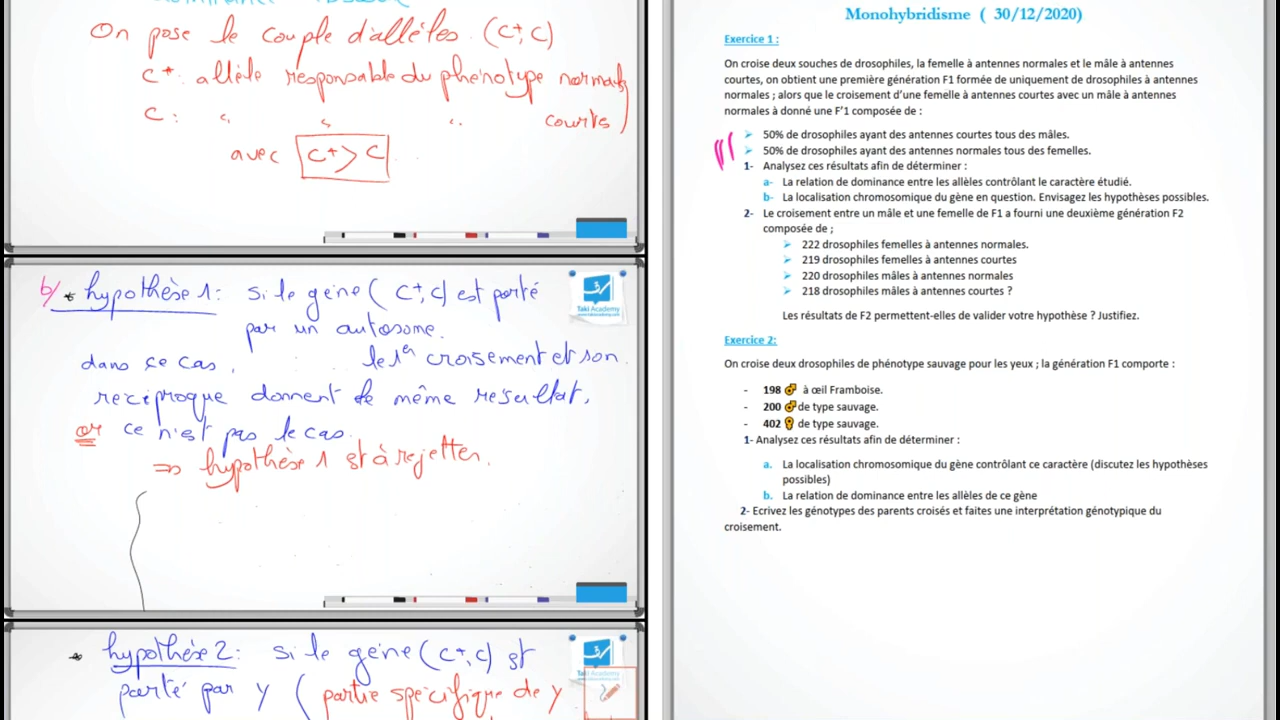 On pose le couple d'allèles (C+, C)
C+: allèle responsable du phénotype normales
C: " " " courtes
avec C+ > C
b/ * hypothèse 1: si le gène (C+, C) est porté
par un autosome.
dans ce cas, le 1er croisement et son
réciproque donnent le même resultat,
or ce n'est pas le cas.
=> hypothèse 1 est à rejetter.
Taki Academy
* hypothèse 2: si le gène (C+, C) est
porté par y (partie spécifique de y
Monohybridisme ( 30/12/2020)
Exercice 1 :
On croise deux souches de drosophiles, la femelle à antennes normales et le mâle à antennes
courtes, on obtient une première génération F1 formée de uniquement de drosophiles à antennes
normales ; alors que le croisement d'une femelle à antennes courtes avec un mâle à antennes
normales à donné une F'1 composée de :
➢ 50% de drosophiles ayant des antennes courtes tous des mâles.
➢ 50% de drosophiles ayant des antennes normales tous des femelles.
1- Analysez ces résultats afin de déterminer :
a- La relation de dominance entre les allèles contrôlant le caractère étudié.
b- La localisation chromosomique du gène en question. Envisagez les hypothèses possibles.
2- Le croisement entre un mâle et une femelle de F1 a fourni une deuxième génération F2
composée de ;
➢ 222 drosophiles femelles à antennes normales.
➢ 219 drosophiles femelles à antennes courtes
➢ 220 drosophiles mâles à antennes normales
➢ 218 drosophiles mâles à antennes courtes ?
Les résultats de F2 permettent-elles de valider votre hypothèse ? Justifiez.
Exercice 2:
On croise deux drosophiles de phénotype sauvage pour les yeux ; la génération F1 comporte :
- 198 à œil Framboise.
- 200 de type sauvage.
- 402 de type sauvage.
1- Analysez ces résultats afin de déterminer :
a. La localisation chromosomique du gène contrôlant ce caractère (discutez les hypothèses
possibles)
b. La relation de dominance entre les allèles de ce gène
2- Ecrivez les génotypes des parents croisés et faites une interprétation génotypique du
croisement.